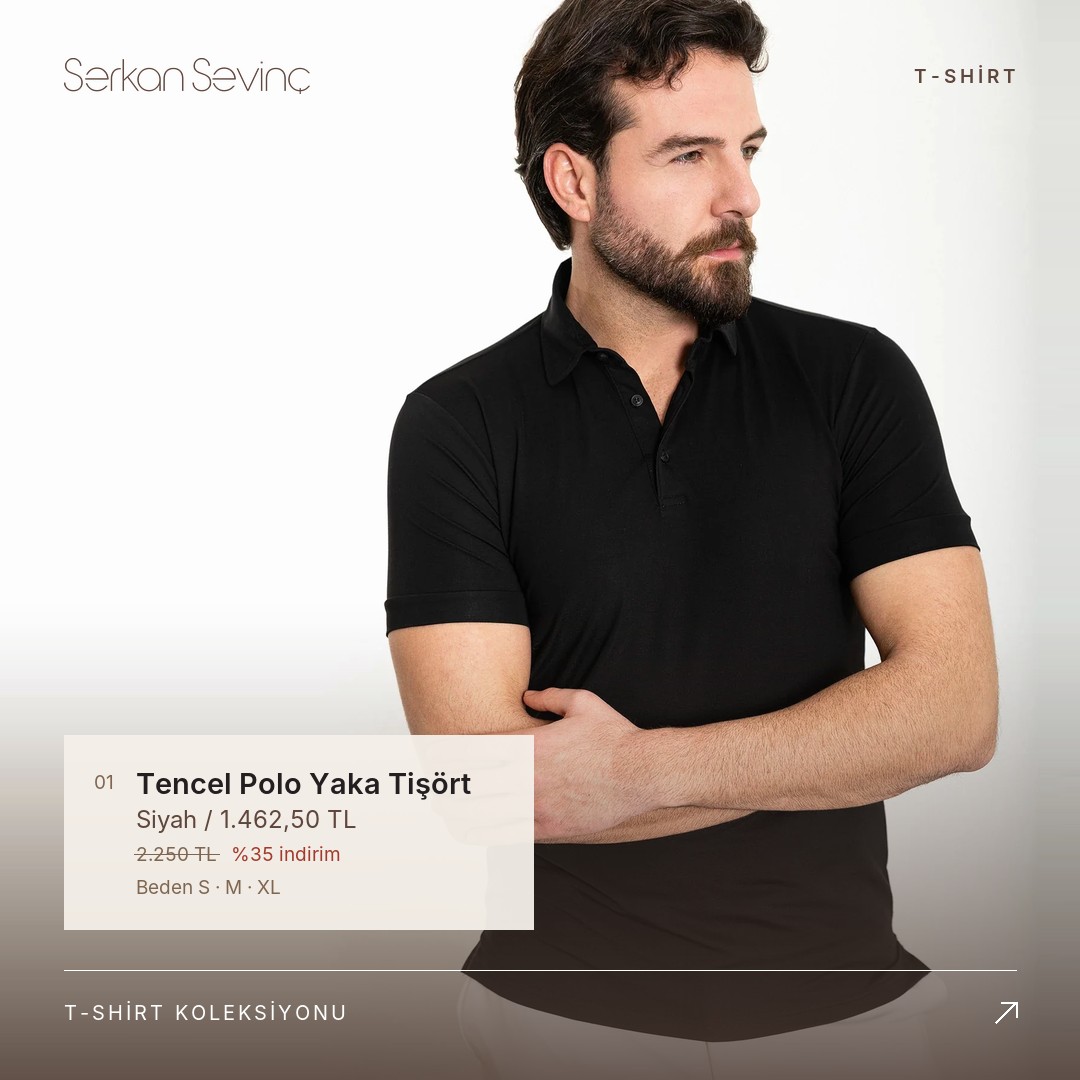 Serkan Sevinç
T-SHİRT
01
Tencel Polo Yaka Tişört
Siyah / 1.462,50 TL
2.250 TL %35 indirim
Beden S · M · XL
T-SHİRT KOLEKSİYONU